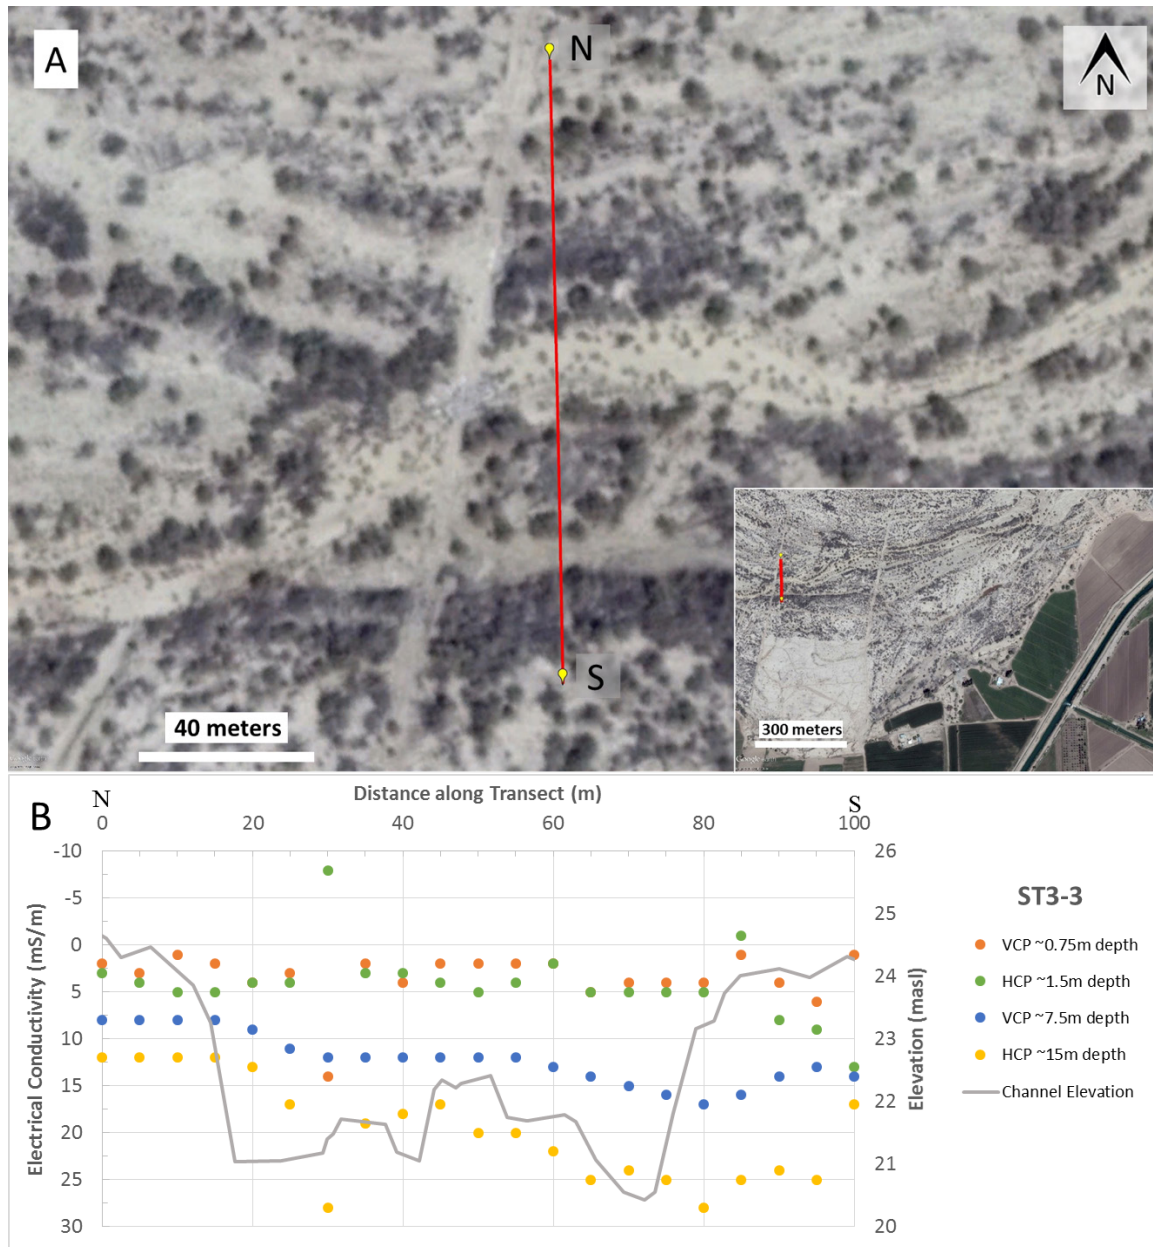 A
N
N
S
40 meters
300 meters
B
N
Distance along Transect (m)
S
0 20 40 60 80 100
-10 26
-5 25
0
5 24
10 23
15
20 22
25 21
30 20
Electrical Conductivity (mS/m)
Elevation (masl)
ST3-3
VCP ~0.75m depth
HCP ~1.5m depth
VCP ~7.5m depth
HCP ~15m depth
Channel Elevation